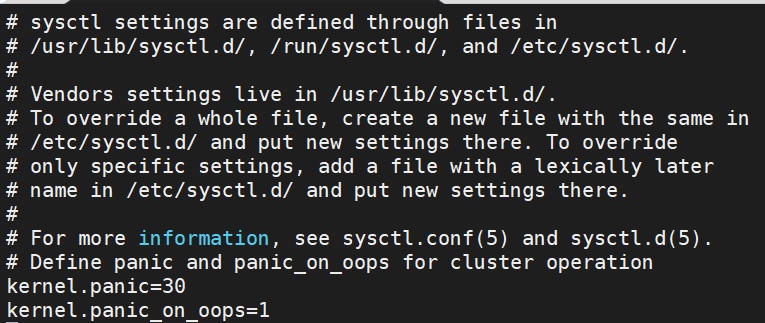 # sysctl settings are defined through files in
# /usr/lib/sysctl.d/, /run/sysctl.d/, and /etc/sysctl.d/.
#
# Vendors settings live in /usr/lib/sysctl.d/.
# To override a whole file, create a new file with the same in
# /etc/sysctl.d/ and put new settings there. To override
# only specific settings, add a file with a lexically later
# name in /etc/sysctl.d/ and put new settings there.
#
# For more information, see sysctl.conf(5) and sysctl.d(5).
# Define panic and panic_on_oops for cluster operation
kernel.panic=30
kernel.panic_on_oops=1